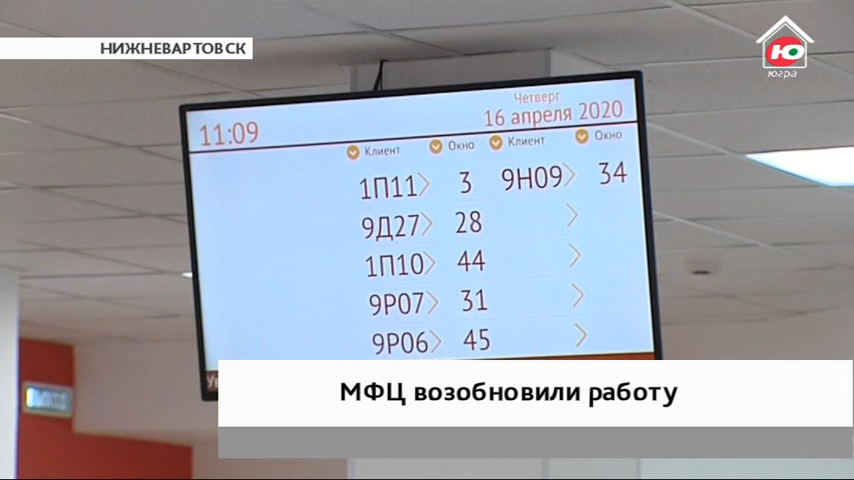 НИЖНЕВАРТОВСК
Ю
югра
11:09
Четверг
16 апреля 2020
Клиент Окно Клиент Окно
1П11 3 9Н09 34
9Д27 28
1П10 44
9Р07 31
9Р06 45
МФЦ возобновили работу